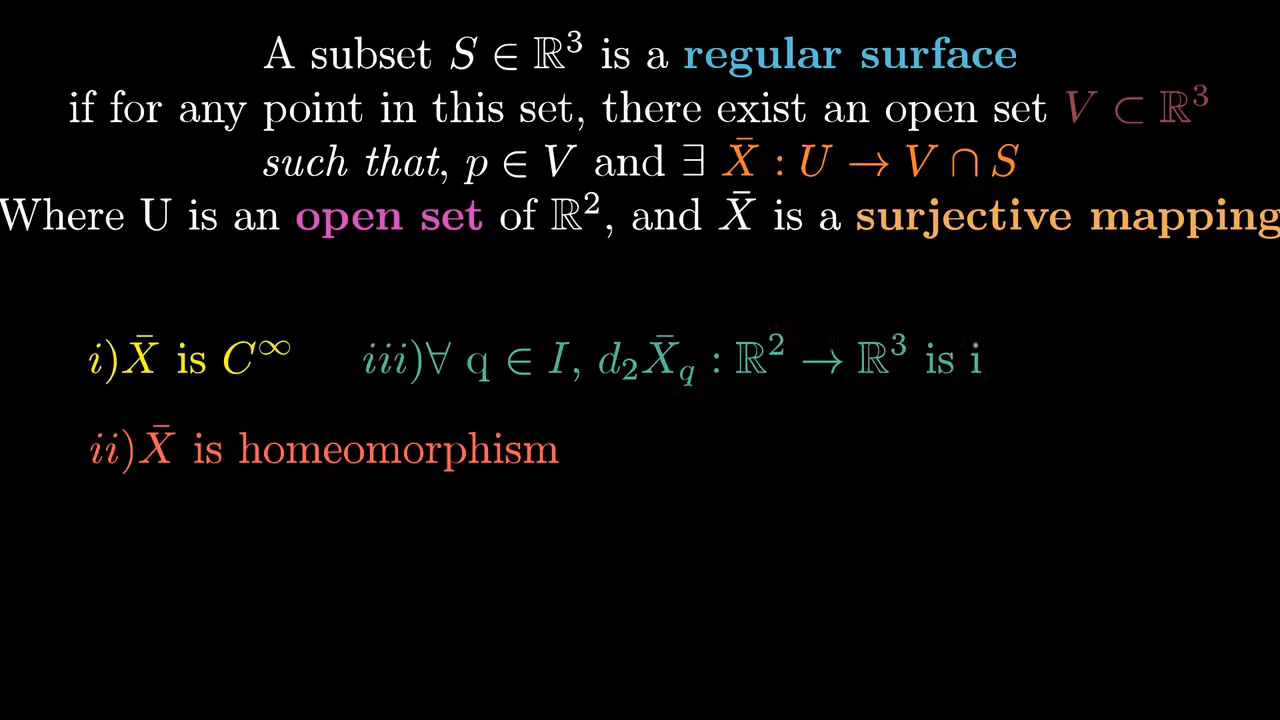 A subset S ∈ ℝ³ is a regular surface
if for any point in this set, there exist an open set V ⊂ ℝ³
such that, p ∈ V and ∃ X̄ : U → V ∩ S
Where U is an open set of ℝ², and X̄ is a surjective mapping
i)X̄ is C^∞
iii)∀ q ∈ I, d₂X̄_q : ℝ² → ℝ³ is i
ii)X̄ is homeomorphism